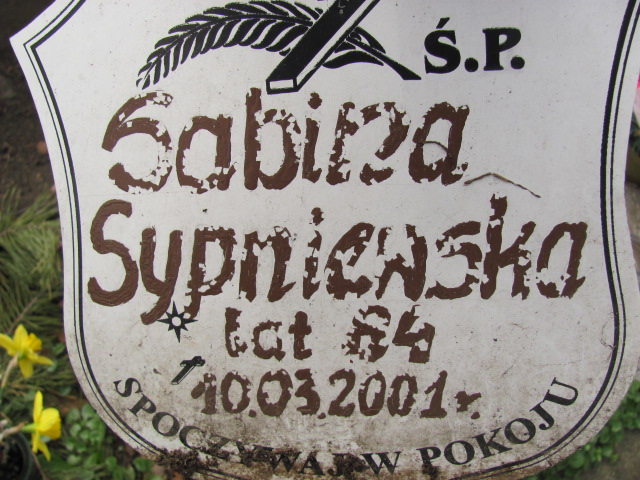 Ś.P.
Sabina
Sypniewska
lat 84
10.03.2001 r.
SPOCZYWAJ W POKOJU